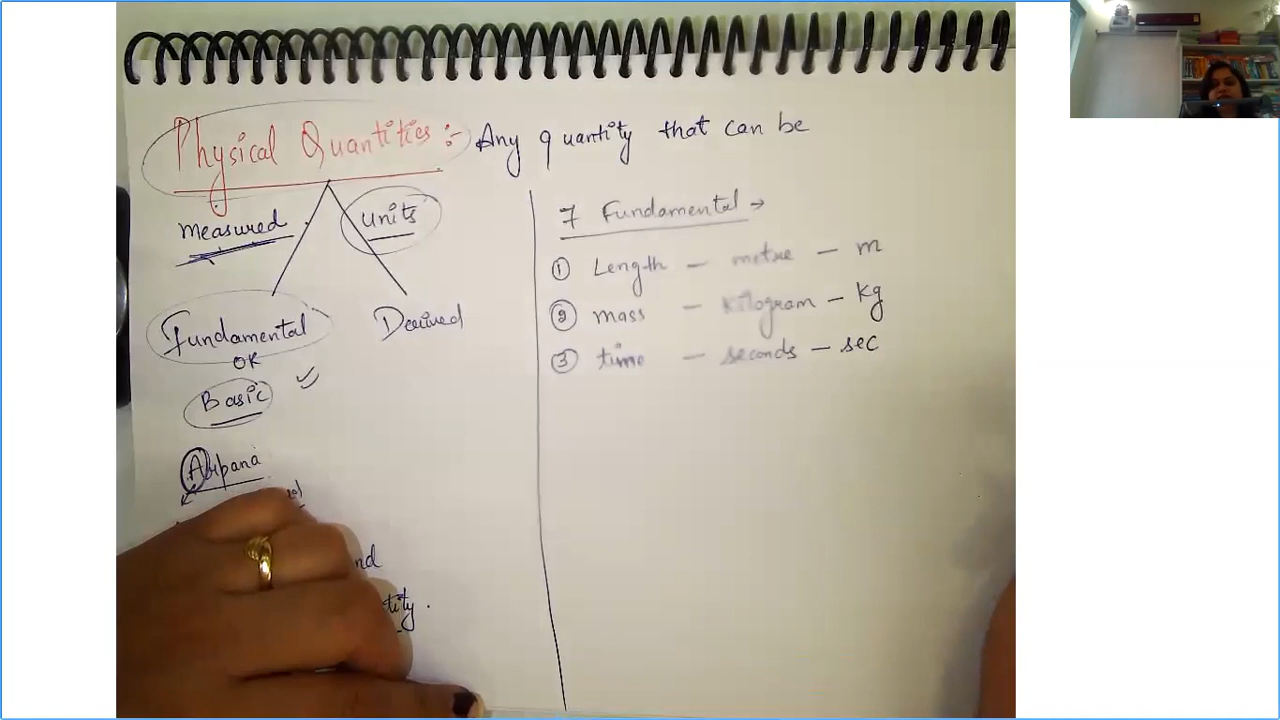 Physical Quantities :- Any quantity that can be
measured
units
Fundamental
OR
Basic
Derived
nd
tity.
7 Fundamental →
① Length – metre – m
② mass – kilogram – kg
③ time – seconds – sec